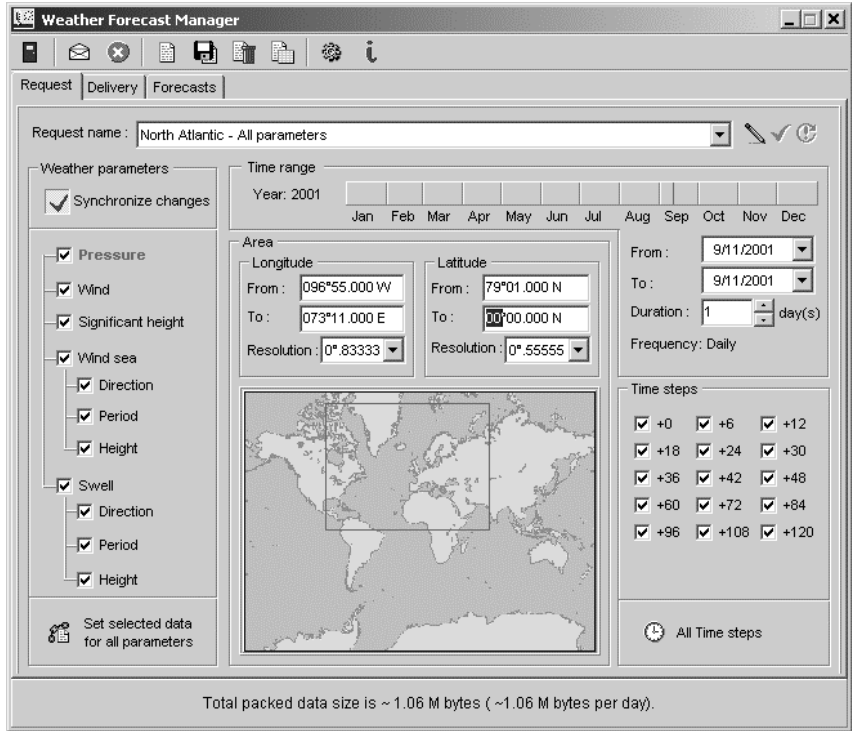 Weather Forecast Manager
Request Delivery Forecasts
Request name : North Atlantic - All parameters
Weather parameters
Synchronize changes
Pressure
Wind
Significant height
Wind sea
Direction
Period
Height
Swell
Direction
Period
Height
Set selected data
for all parameters
Time range
Year: 2001
Jan Feb Mar Apr May Jun Jul Aug Sep Oct Nov Dec
Area
Longitude
From : 096°55.000 W
To : 073°11.000 E
Resolution : 0°.83333
Latitude
From : 79°01.000 N
To : 00°00.000 N
Resolution : 0°.55555
From : 9/11/2001
To : 9/11/2001
Duration : 1 day(s)
Frequency: Daily
Time steps
+0 +6 +12
+18 +24 +30
+36 +42 +48
+60 +72 +84
+96 +108 +120
All Time steps
Total packed data size is ~ 1.06 M bytes ( ~1.06 M bytes per day).